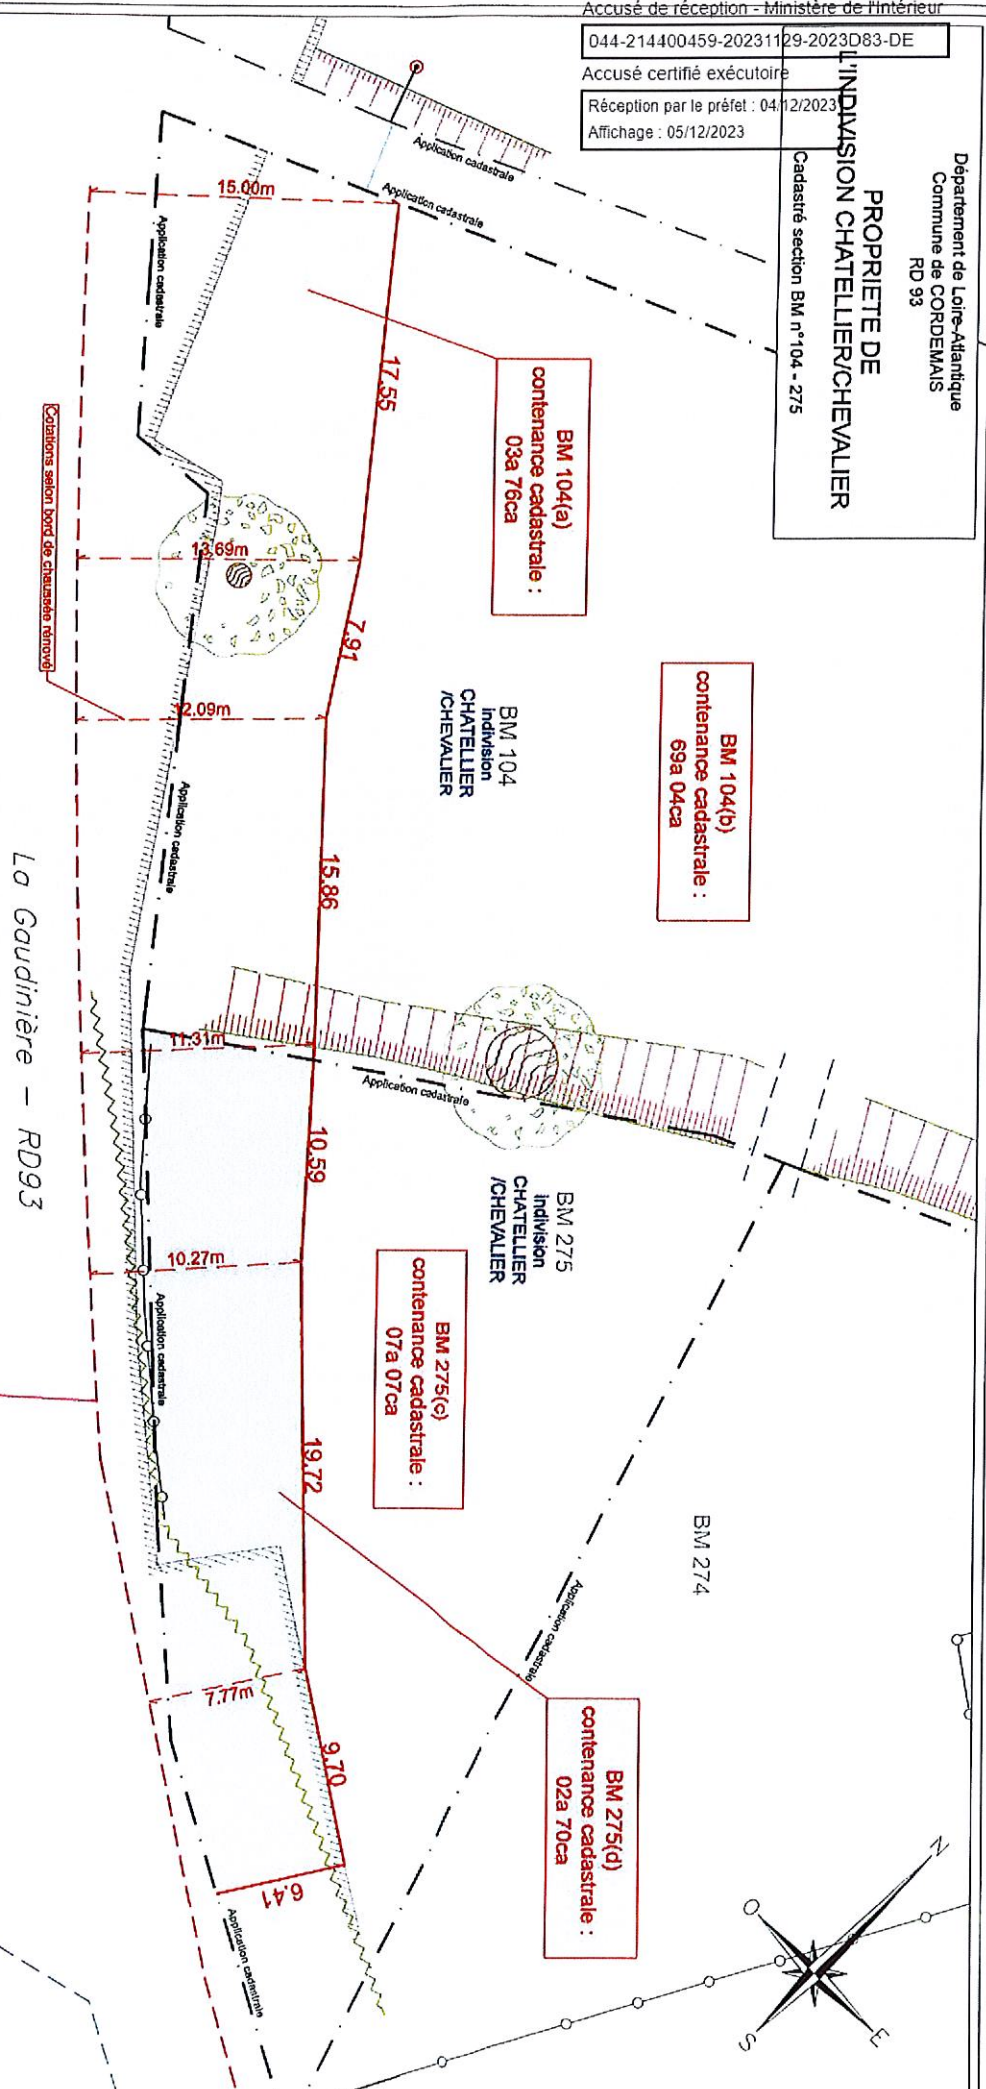 Accusé de réception - Ministère de l'Intérieur
044-214400459-20231129-2023D83-DE
Accusé certifié exécutoire
Réception par le préfet : 04/12/2023
Affichage : 05/12/2023
Département de Loire-Atlantique
Commune de CORDEMAIS
RD 93
PROPRIETE DE
L'INDIVISION CHATELLIER/CHEVALIER
Cadastré section BM n°104 - 275
Application cadastrale
Application cadastrale
Application cadastrale
15.00m
17.55
BM 104(a)
contenance cadastrale :
03a 76ca
Cotations selon bord de chaussée rénové
13.69m
7.91
12.09m
BM 104
indivision
CHATELLIER
/CHEVALIER
BM 104(b)
contenance cadastrale :
69a 04ca
Application cadastrale
15.86
La Gaudinière - RD93
11.31m
Application cadastrale
10.59
BM 275
indivision
CHATELLIER
/CHEVALIER
10.27m
Application cadastrale
BM 275(c)
contenance cadastrale :
07a 07ca
19.72
BM 274
Application cadastrale
7.77m
9.70
BM 275(d)
contenance cadastrale :
02a 70ca
6.41
Application cadastrale
N
O
E
S